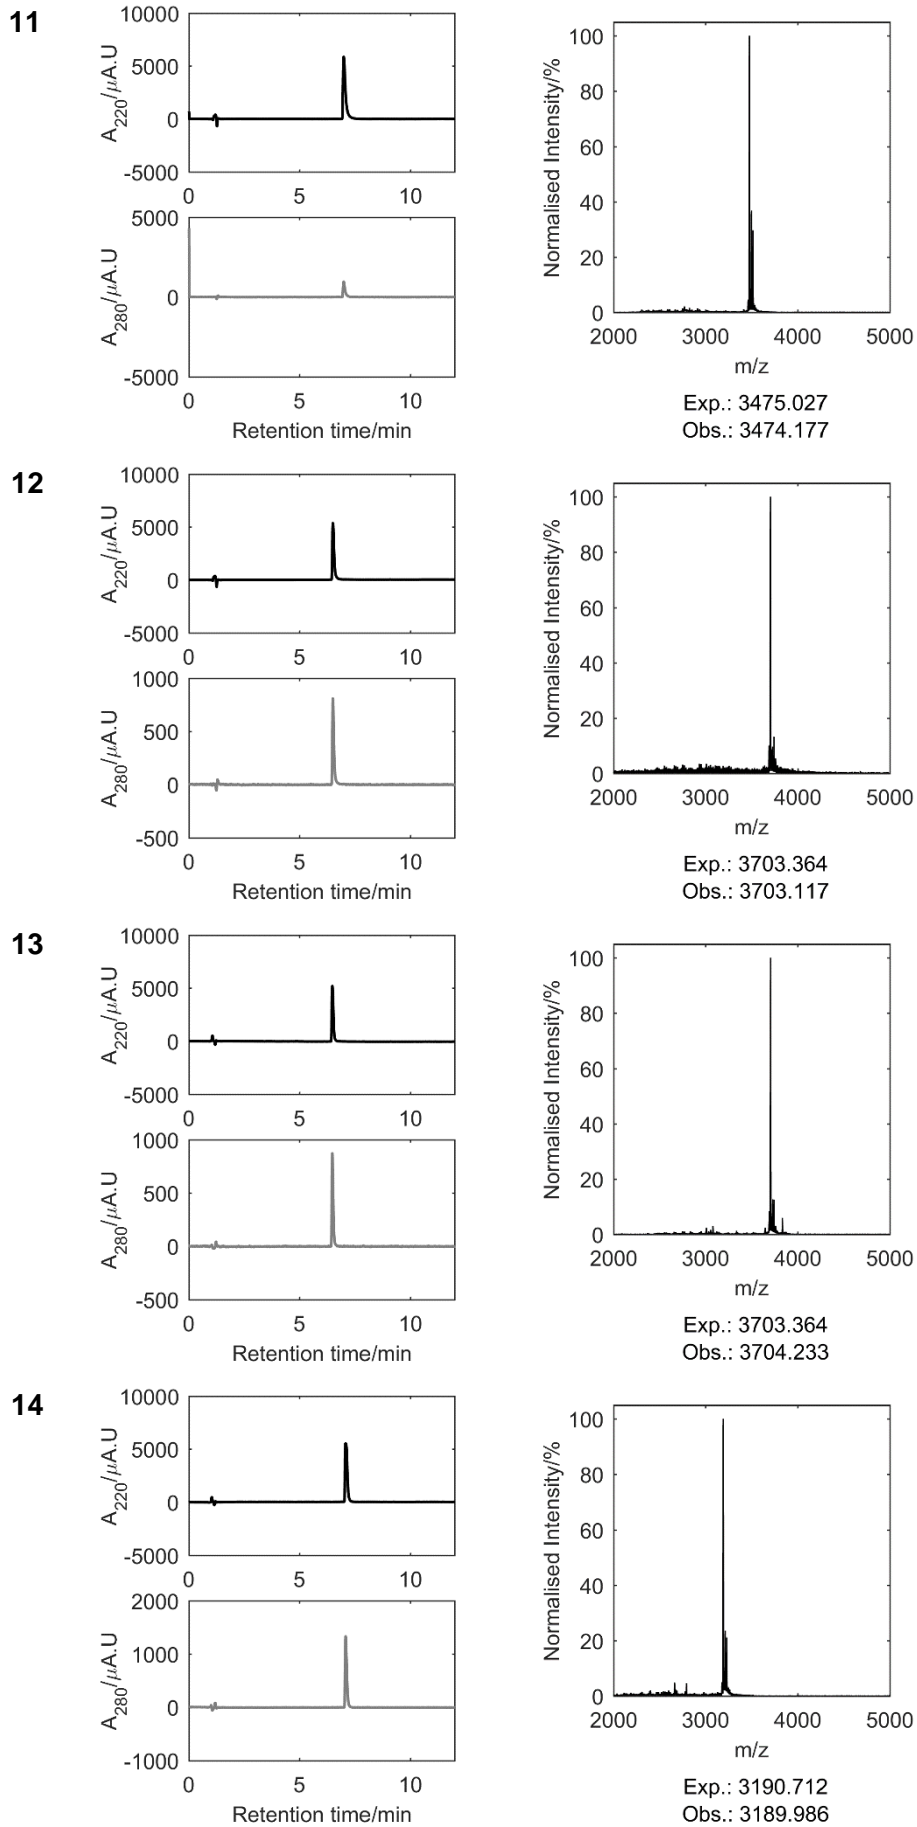 11
10000
5000
0
-5000
A220/μA.U
0 5 10
5000
0
-5000
A280/μA.U
0 5 10
Retention time/min
100
80
60
40
20
0
Normalised Intensity/%
2000 3000 4000 5000
m/z
Exp.: 3475.027
Obs.: 3474.177
12
10000
5000
0
-5000
A220/μA.U
0 5 10
1000
500
0
-500
A280/μA.U
0 5 10
Retention time/min
100
80
60
40
20
0
Normalised Intensity/%
2000 3000 4000 5000
m/z
Exp.: 3703.364
Obs.: 3703.117
13
10000
5000
0
-5000
A220/μA.U
0 5 10
1000
500
0
-500
A280/μA.U
0 5 10
Retention time/min
100
80
60
40
20
0
Normalised Intensity/%
2000 3000 4000 5000
m/z
Exp.: 3703.364
Obs.: 3704.233
14
10000
5000
0
-5000
A220/μA.U
0 5 10
2000
1000
0
-1000
A280/μA.U
0 5 10
Retention time/min
100
80
60
40
20
0
Normalised Intensity/%
2000 3000 4000 5000
m/z
Exp.: 3190.712
Obs.: 3189.986